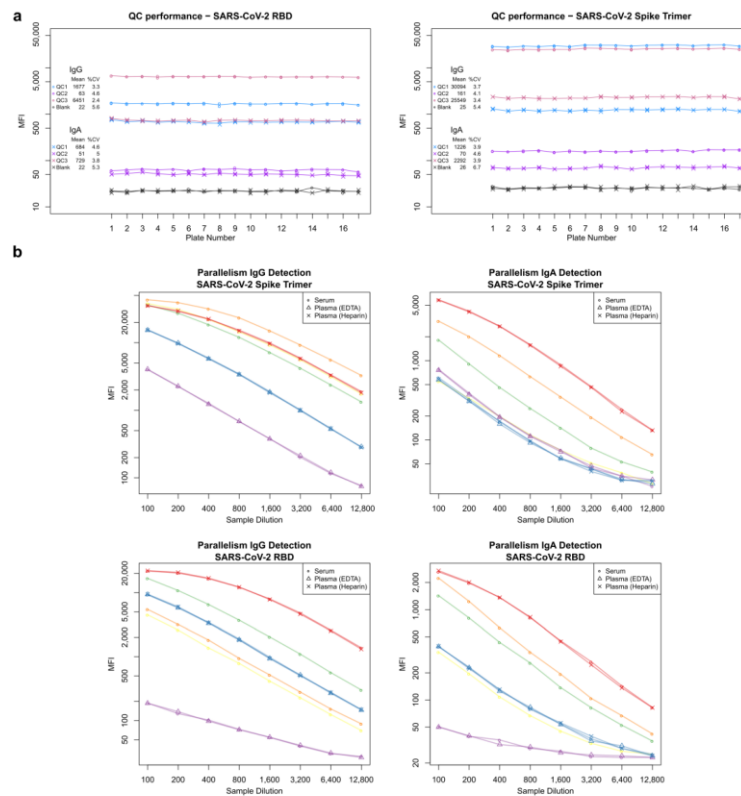 a
QC performance – SARS-CoV-2 RBD
50,000
5,000
500
50
10
MFI
IgG
Mean %CV
QC1 1677 3.3
QC2 63 4.8
QC3 6451 2.4
Blank 22 5.6
IgA
Mean %CV
QC1 684 4.6
QC2 51 5
QC3 729 3.8
Blank 22 5.3
1 2 3 4 5 6 7 8 9 10 12 14 16
Plate Number
QC performance – SARS-CoV-2 Spike Trimer
50,000
5,000
500
50
10
MFI
IgG
Mean %CV
QC1 30094 3.7
QC2 161 4.1
QC3 25549 3.4
Blank 25 5.4
IgA
Mean %CV
QC1 1226 3.9
QC2 70 4.6
QC3 2292 3.9
Blank 26 6.7
1 2 3 4 5 6 7 8 9 10 12 14 16
Plate Number
b
Parallelism IgG Detection
SARS-CoV-2 Spike Trimer
Serum
Plasma (EDTA)
Plasma (Heparin)
20,000
5,000
2,000
500
200
100
MFI
100 200 400 800 1,600 3,200 6,400 12,800
Sample Dilution
Parallelism IgA Detection
SARS-CoV-2 Spike Trimer
Serum
Plasma (EDTA)
Plasma (Heparin)
5,000
2,000
1,000
500
200
100
50
MFI
100 200 400 800 1,600 3,200 6,400 12,800
Sample Dilution
Parallelism IgG Detection
SARS-CoV-2 RBD
Serum
Plasma (EDTA)
Plasma (Heparin)
20,000
5,000
2,000
500
200
100
50
MFI
100 200 400 800 1,600 3,200 6,400 12,800
Sample Dilution
Parallelism IgA Detection
SARS-CoV-2 RBD
Serum
Plasma (EDTA)
Plasma (Heparin)
2,000
1,000
500
200
100
50
20
MFI
100 200 400 800 1,600 3,200 6,400 12,800
Sample Dilution